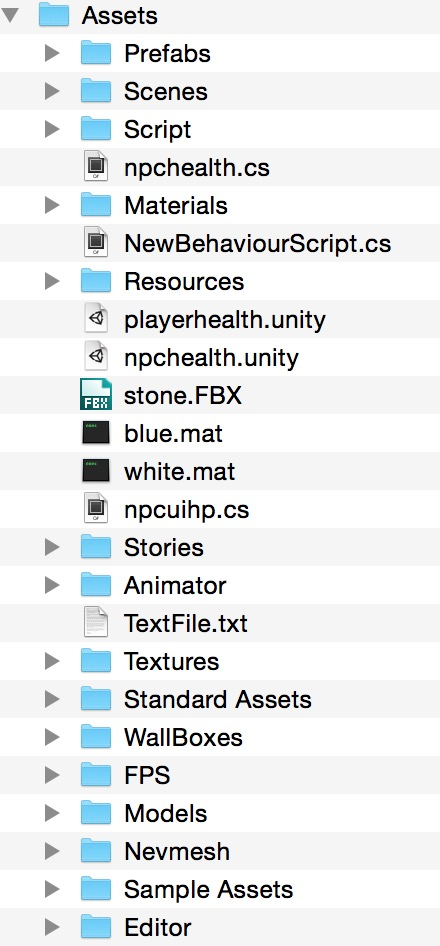 Assets
Prefabs
Scenes
Script
npchealth.cs
Materials
NewBehaviourScript.cs
Resources
playerhealth.unity
npchealth.unity
FBX stone.FBX
blue.mat
white.mat
npcuihp.cs
Stories
Animator
TextFile.txt
Textures
Standard Assets
WallBoxes
FPS
Models
Nevmesh
Sample Assets
Editor